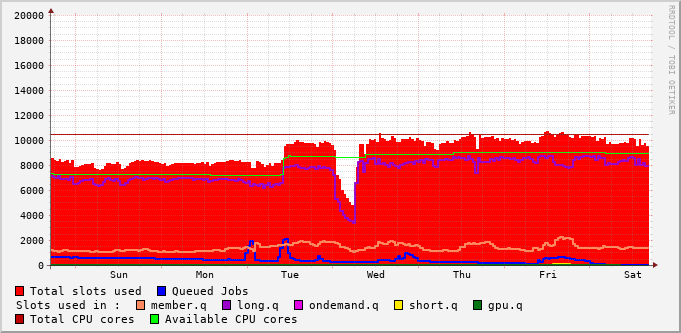 20000
18000
16000
14000
12000
10000
8000
6000
4000
2000
0
Sun Mon Tue Wed Thu Fri Sat
RRDTOOL / TOBI OETIKER
Total slots used Queued Jobs
Slots used in : member.q long.q ondemand.q short.q gpu.q
Total CPU cores Available CPU cores